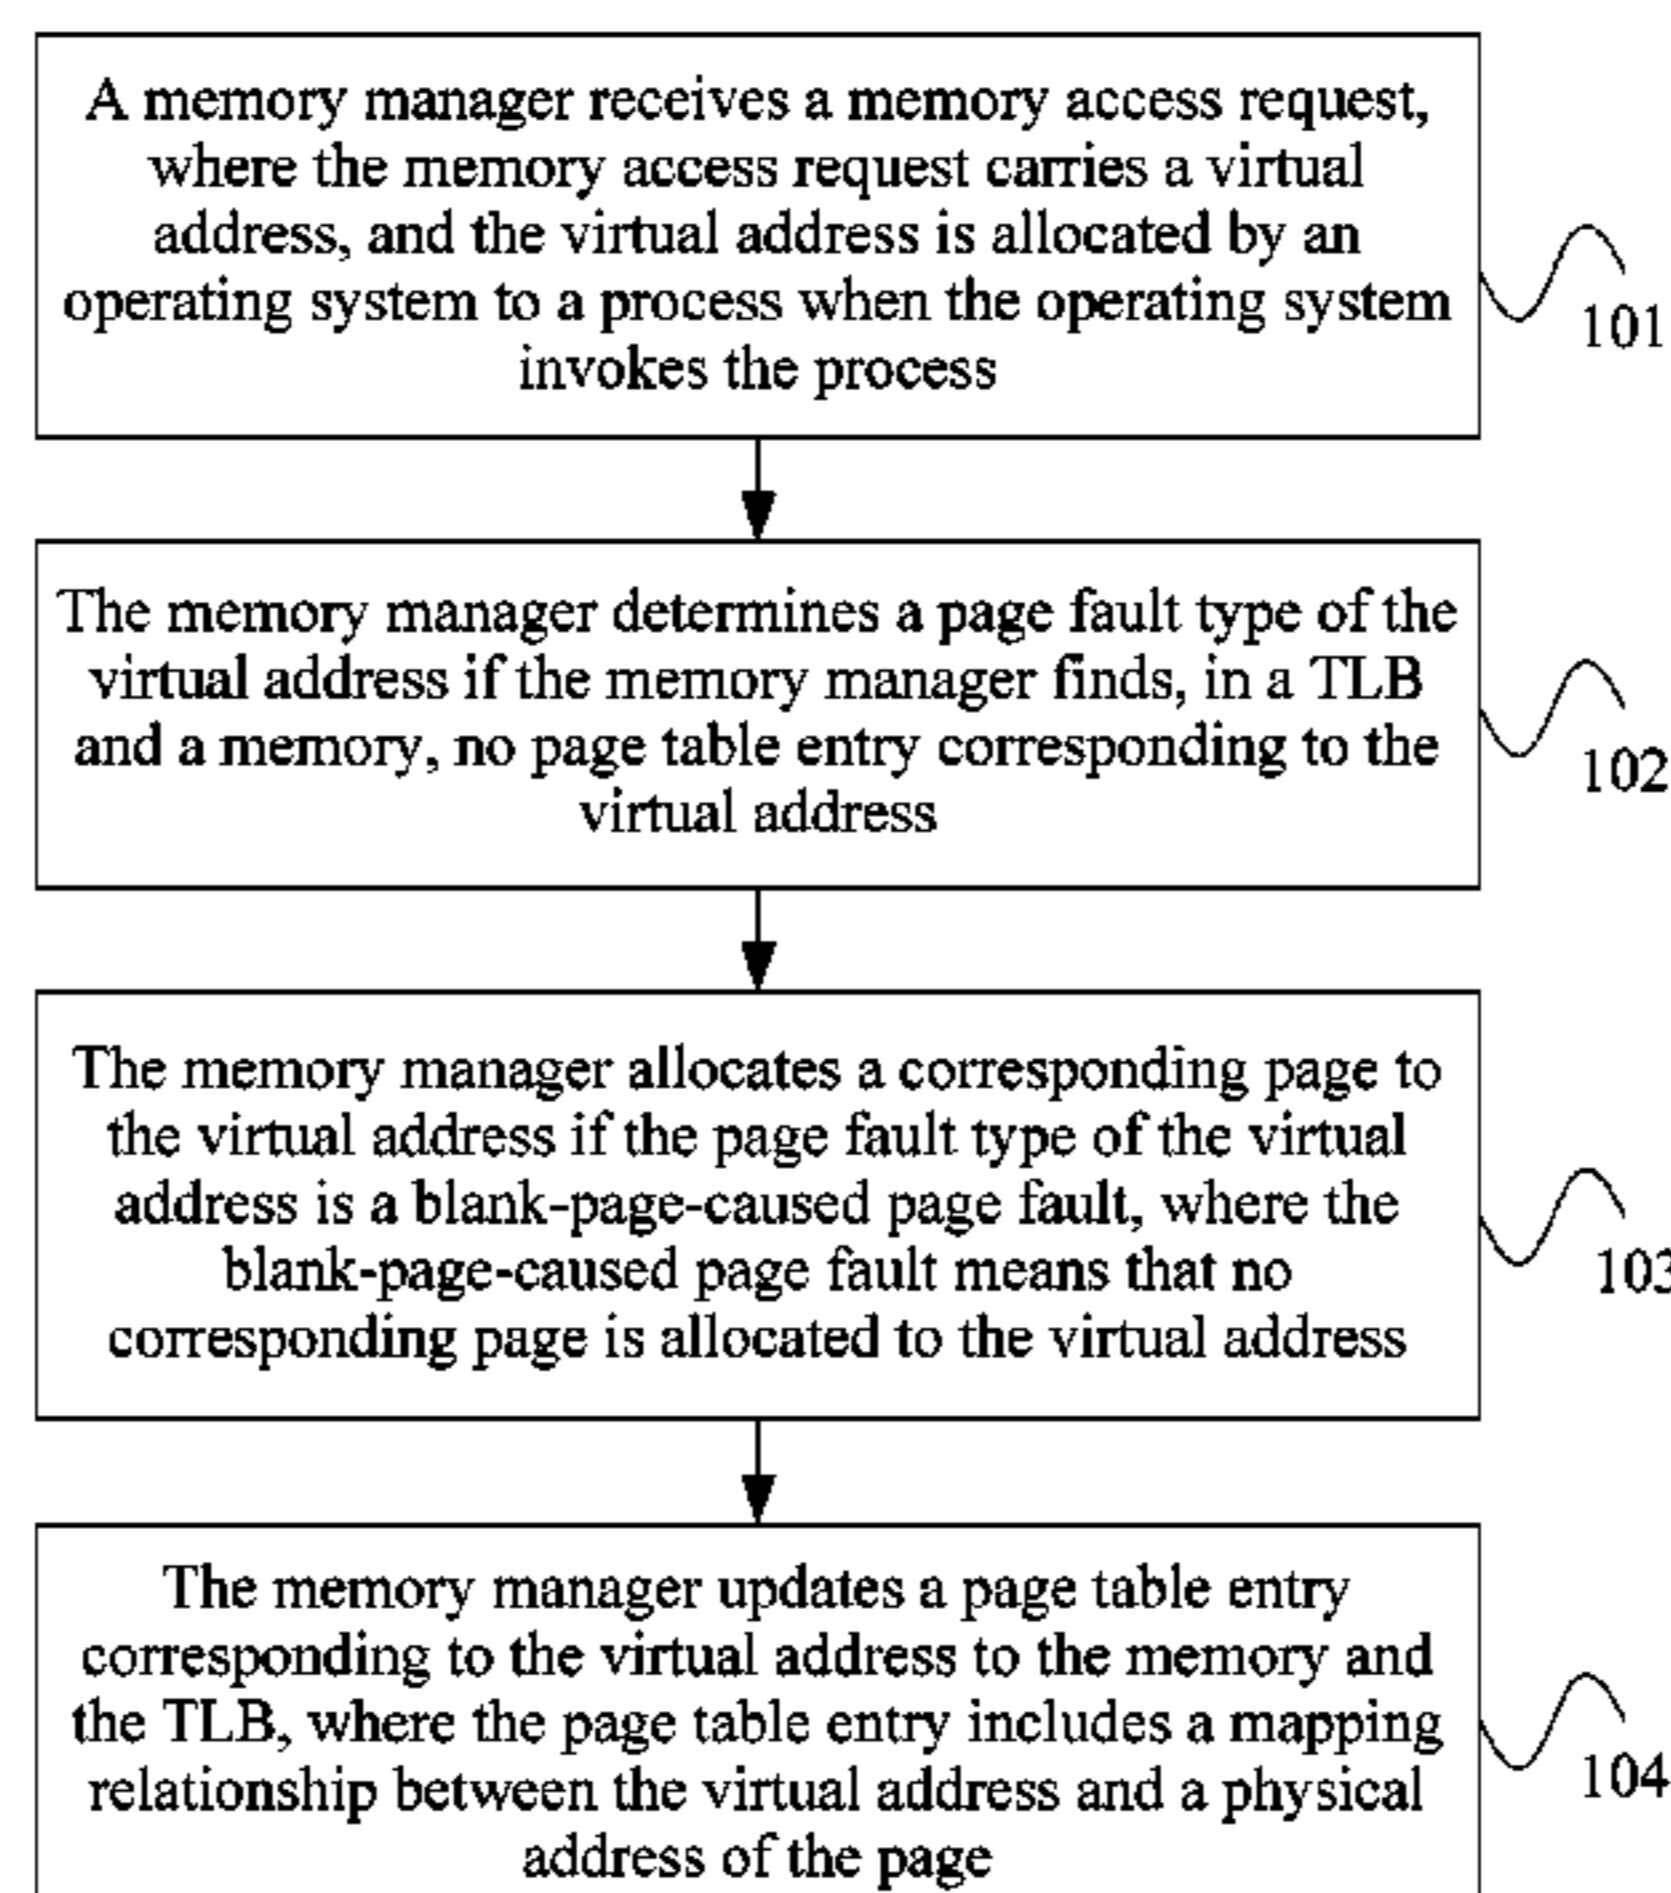 A memory manager receives a memory access request,
where the memory access request carries a virtual
address, and the virtual address is allocated by an
operating system to a process when the operating system
invokes the process
101
The memory manager determines a page fault type of the
virtual address if the memory manager finds, in a TLB
and a memory, no page table entry corresponding to the
virtual address
102
The memory manager allocates a corresponding page to
the virtual address if the page fault type of the virtual
address is a blank-page-caused page fault, where the
blank-page-caused page fault means that no
corresponding page is allocated to the virtual address
103
The memory manager updates a page table entry
corresponding to the virtual address to the memory and
the TLB, where the page table entry includes a mapping
relationship between the virtual address and a physical
address of the page
104